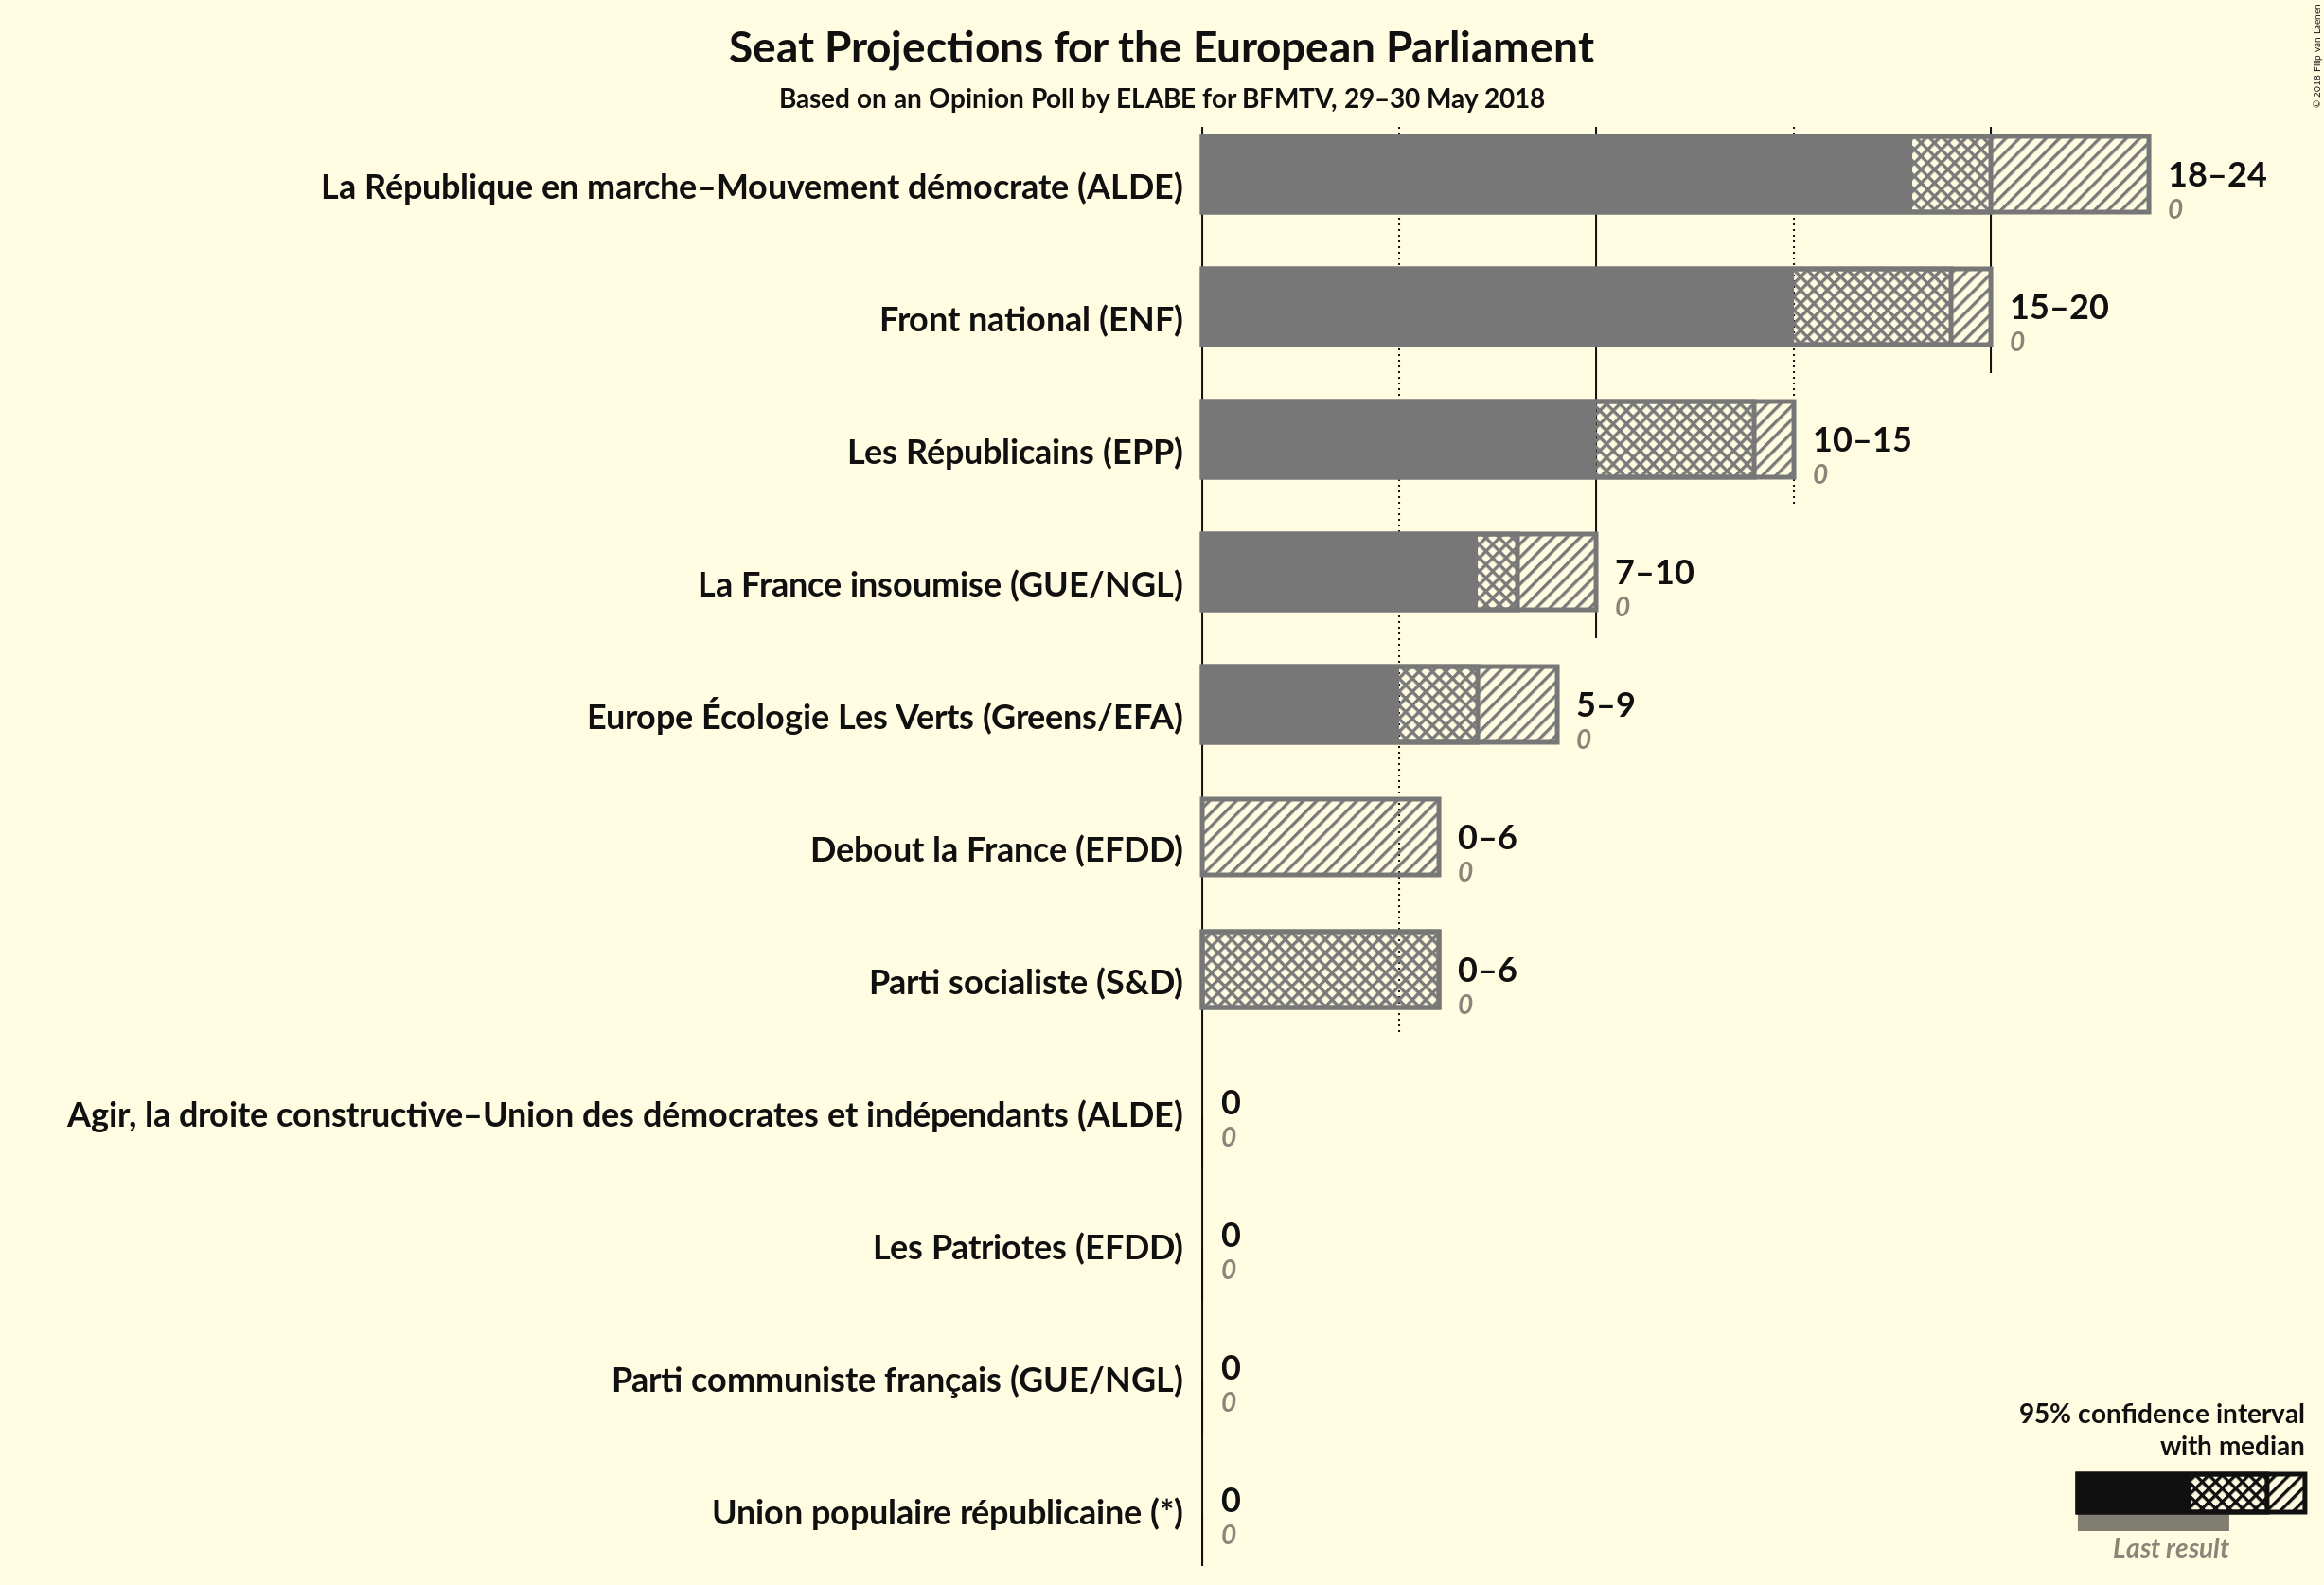 Seat Projections for the European Parliament
Based on an Opinion Poll by ELABE for BFMTV, 29–30 May 2018
© 2018 Filip van Laenen
La République en marche–Mouvement démocrate (ALDE)
18–24
0
Front national (ENF)
15–20
0
Les Républicains (EPP)
10–15
0
La France insoumise (GUE/NGL)
7–10
0
Europe Écologie Les Verts (Greens/EFA)
5–9
0
Debout la France (EFDD)
0–6
0
Parti socialiste (S&D)
0–6
0
Agir, la droite constructive–Union des démocrates et indépendants (ALDE)
0
0
Les Patriotes (EFDD)
0
0
Parti communiste français (GUE/NGL)
0
0
Union populaire républicaine (*)
0
0
95% confidence interval
with median
Last result